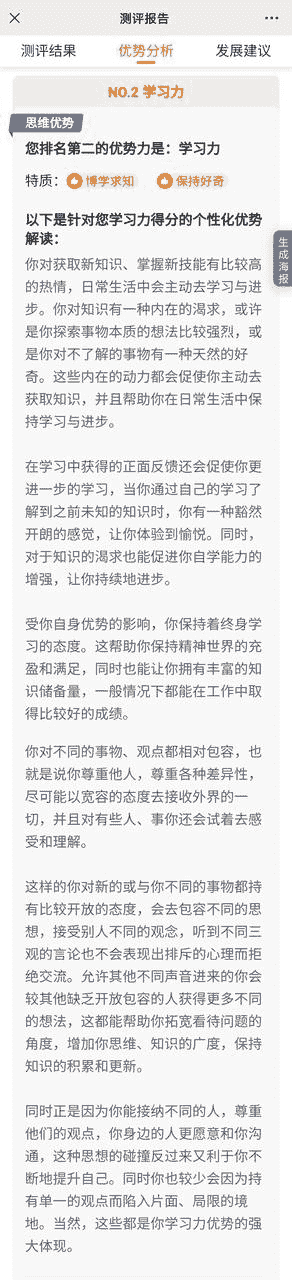 测评报告
测评结果 优势分析 发展建议
NO.2 学习力
思维优势
您排名第二的优势力是：学习力
特质： 博学求知 保持好奇
生成海报
以下是针对您学习力得分的个性化优势
解读：
你对获取新知识、掌握新技能有比较高
的热情，日常生活中会主动去学习与进
步。你对知识有一种内在的渴求，或许
是你探索事物本质的想法比较强烈，或
是你对不了解的事物有一种天然的好
奇。这些内在的动力都会促使你主动去
获取知识，并且帮助你在日常生活中保
持学习与进步。
在学习中获得的正面反馈还会促使你更
进一步的学习，当你通过自己的学习了
解到之前未知的知识时，你有一种豁然
开朗的感觉，让你体验到愉悦。同时，
对于知识的渴求也能促进你自学能力的
增强，让你持续地进步。
受你自身优势的影响，你保持着终身学
习的态度。这帮助你保持精神世界的充
盈和满足，同时也能让你拥有丰富的知
识储备量，一般情况下都能在工作中取
得比较好的成绩。
你对不同的事物、观点都相对包容，也
就是说你尊重他人，尊重各种差异性，
尽可能以宽容的态度去接收外界的一
切，并且对有些人、事你还会试着去感
受和理解。
这样的你对新的或与你不同的事物都持
有比较开放的态度，会去包容不同的思
想，接受别人不同的观念，听到不同三
观的言论也不会表现出排斥的心理而拒
绝交流。允许其他不同声音进来的你会
较其他缺乏开放包容的人获得更多不同
的想法，这都能帮助你拓宽看待问题的
角度，增加你思维、知识的广度，保持
知识的积累和更新。
同时正是因为你能接纳不同的人，尊重
他们的观点，你身边的人更愿意和你沟
通，这种思想的碰撞反过来又利于你不
断地提升自己。同时你也较少会因为持
有单一的观点而陷入片面、局限的境
地。当然，这些都是你学习力优势的强
大体现。